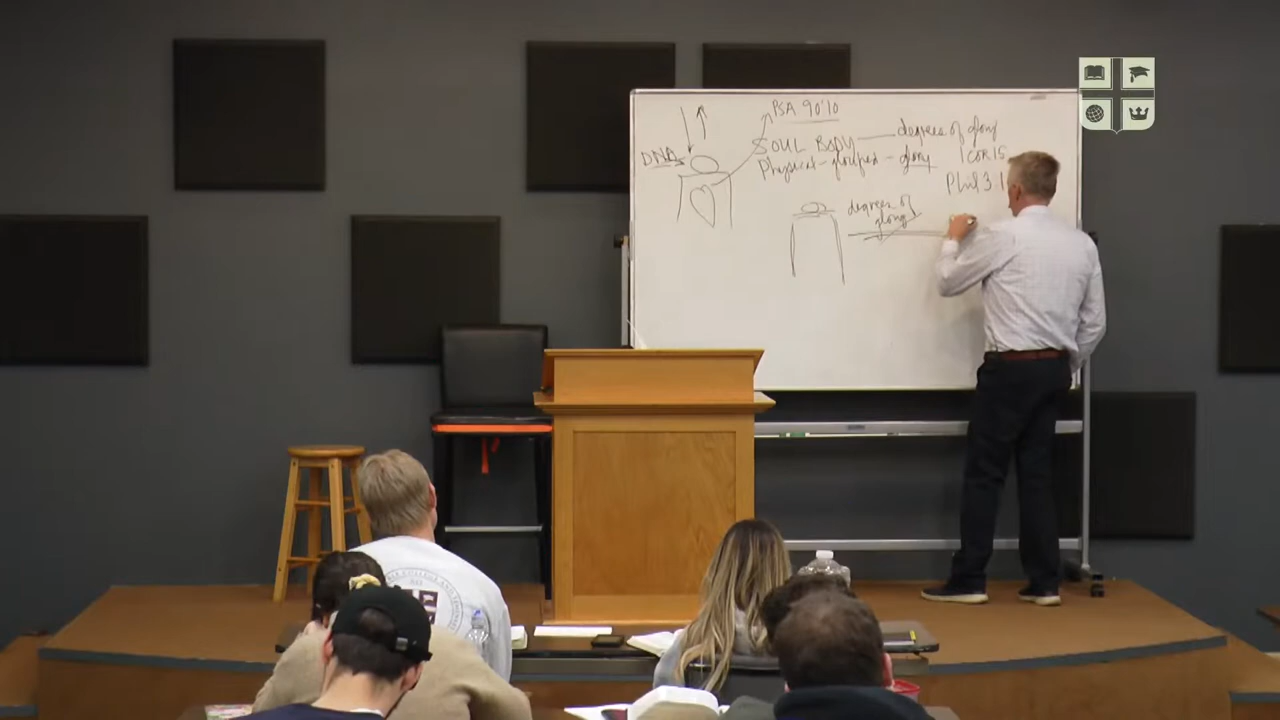 PSA 90:10
DNA
SOUL BODY — degrees of glory
Physical - glorified - glory
1 COR 15
Phil 3:
degrees of
glory